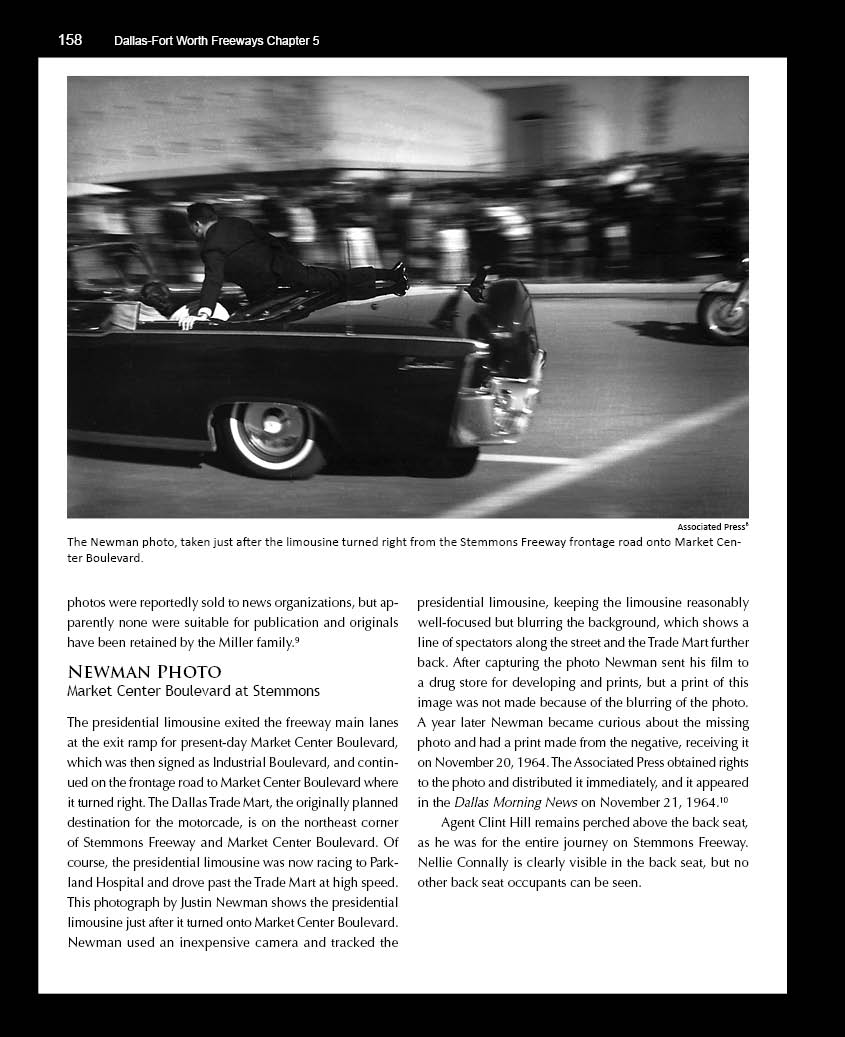 158 Dallas-Fort Worth Freeways Chapter 5
Associated Press⁸
The Newman photo, taken just after the limousine turned right from the Stemmons Freeway frontage road onto Market Cen-
ter Boulevard.
photos were reportedly sold to news organizations, but ap-
parently none were suitable for publication and originals
have been retained by the Miller family.⁹
NEWMAN PHOTO
Market Center Boulevard at Stemmons
The presidential limousine exited the freeway main lanes
at the exit ramp for present-day Market Center Boulevard,
which was then signed as Industrial Boulevard, and contin-
ued on the frontage road to Market Center Boulevard where
it turned right. The Dallas Trade Mart, the originally planned
destination for the motorcade, is on the northeast corner
of Stemmons Freeway and Market Center Boulevard. Of
course, the presidential limousine was now racing to Park-
land Hospital and drove past the Trade Mart at high speed.
This photograph by Justin Newman shows the presidential
limousine just after it turned onto Market Center Boulevard.
Newman used an inexpensive camera and tracked the
presidential limousine, keeping the limousine reasonably
well-focused but blurring the background, which shows a
line of spectators along the street and the Trade Mart further
back. After capturing the photo Newman sent his film to
a drug store for developing and prints, but a print of this
image was not made because of the blurring of the photo.
A year later Newman became curious about the missing
photo and had a print made from the negative, receiving it
on November 20, 1964. The Associated Press obtained rights
to the photo and distributed it immediately, and it appeared
in the Dallas Morning News on November 21, 1964.¹⁰
Agent Clint Hill remains perched above the back seat,
as he was for the entire journey on Stemmons Freeway.
Nellie Connally is clearly visible in the back seat, but no
other back seat occupants can be seen.